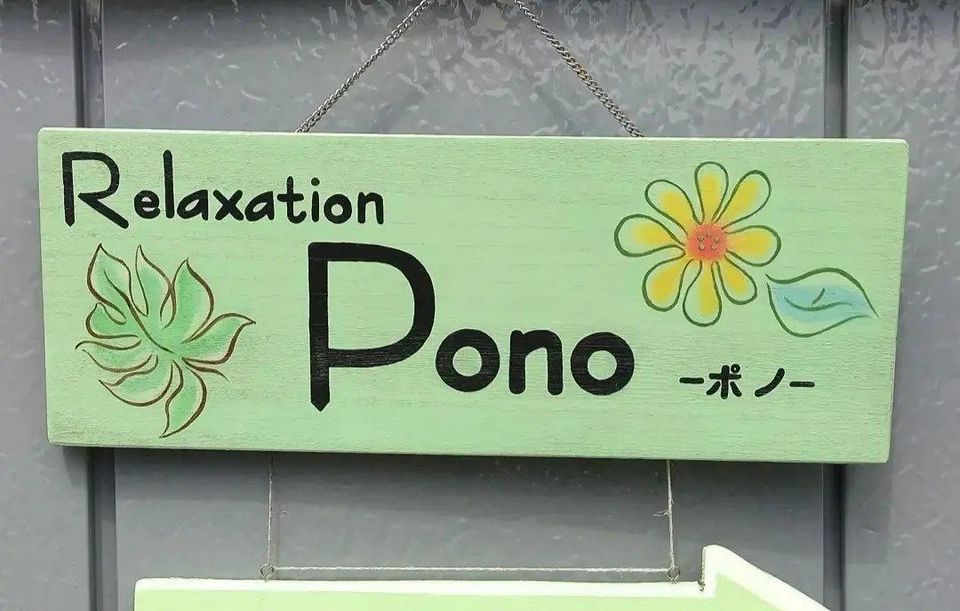 Relaxation
Pono
-ポノ-